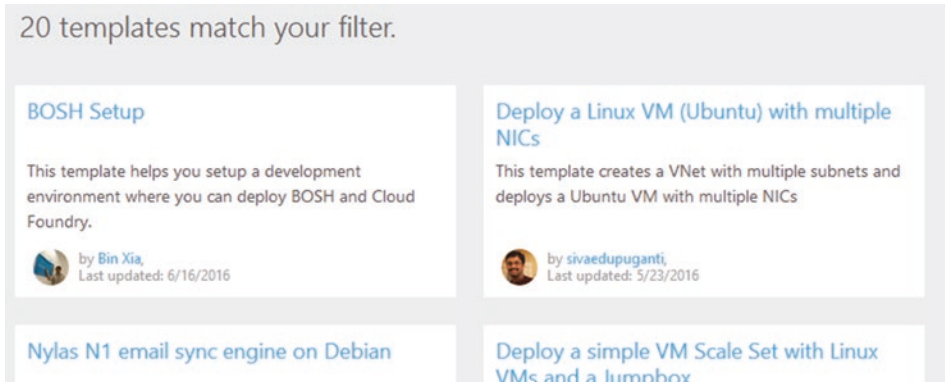 20 templates match your filter.
BOSH Setup
This template helps you setup a development
environment where you can deploy BOSH and Cloud
Foundry.
by Bin Xia,
Last updated: 6/16/2016
Deploy a Linux VM (Ubuntu) with multiple
NICs
This template creates a VNet with multiple subnets and
deploys a Ubuntu VM with multiple NICs
by sivaedupuganti,
Last updated: 5/23/2016
Nylas N1 email sync engine on Debian
Deploy a simple VM Scale Set with Linux
VMs and a Jumpbox